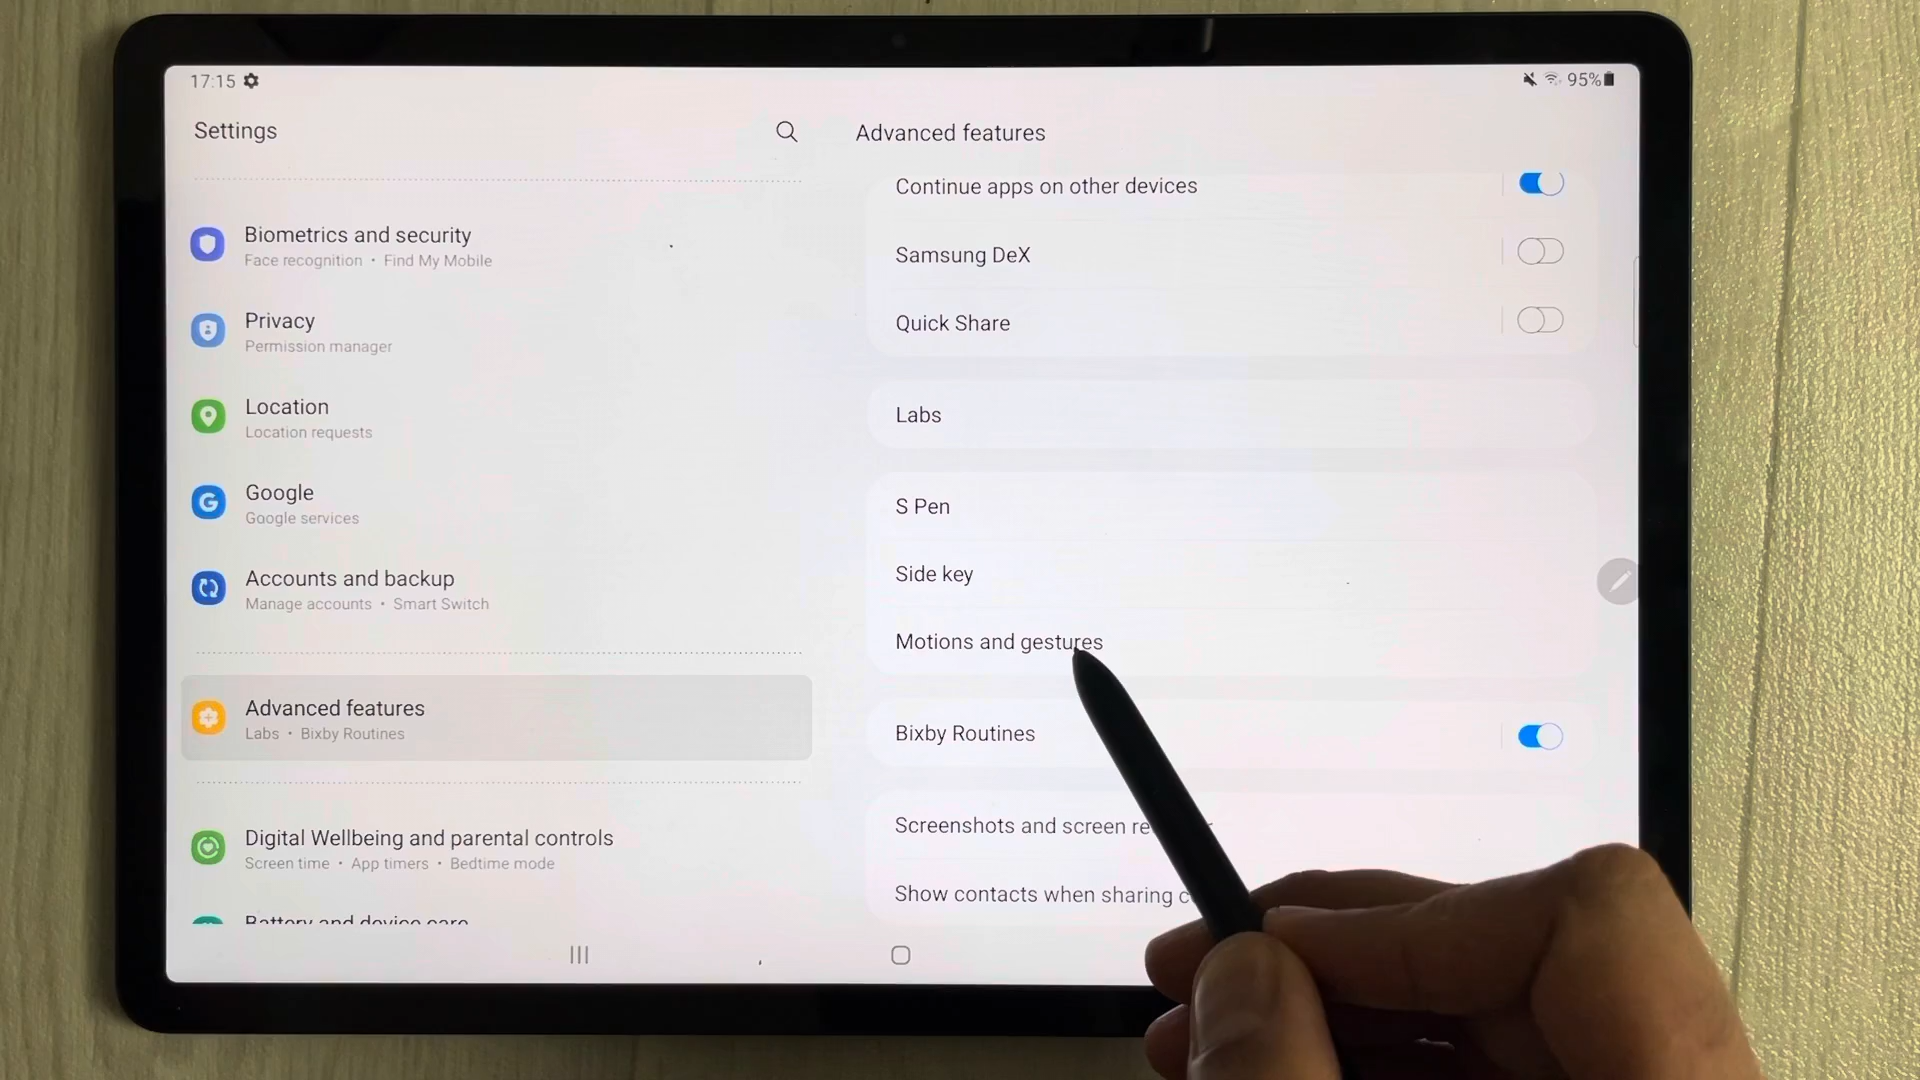 17:15
95%
Settings
Biometrics and security
Face recognition • Find My Mobile
Privacy
Permission manager
Location
Location requests
Google
Google services
Accounts and backup
Manage accounts • Smart Switch
Advanced features
Labs • Bixby Routines
Digital Wellbeing and parental controls
Screen time • App timers • Bedtime mode
Battery and device care
Advanced features
Continue apps on other devices
Samsung DeX
Quick Share
Labs
S Pen
Side key
Motions and gestures
Bixby Routines
Screenshots and screen
Show contacts when sharing